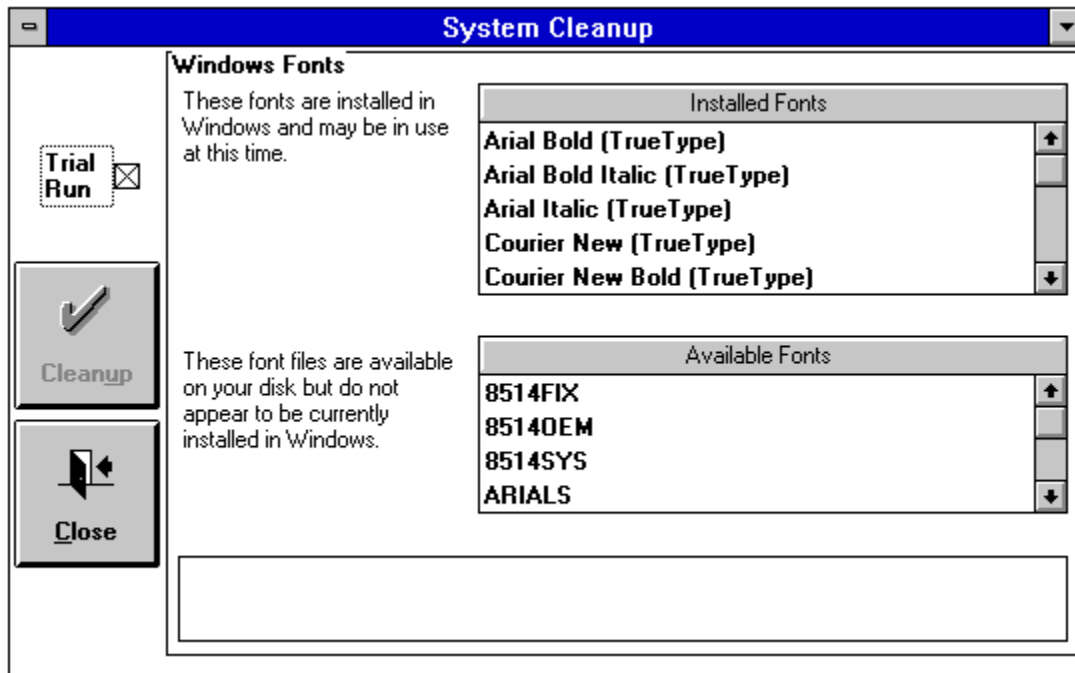 System Cleanup
Windows Fonts
These fonts are installed in
Windows and may be in use
at this time.
Installed Fonts
Arial Bold (TrueType)
Arial Bold Italic (TrueType)
Arial Italic (TrueType)
Courier New (TrueType)
Courier New Bold (TrueType)
Trial
Run
Cleanup
Close
These font files are available
on your disk but do not
appear to be currently
installed in Windows.
Available Fonts
8514FIX
8514OEM
8514SYS
ARIALS